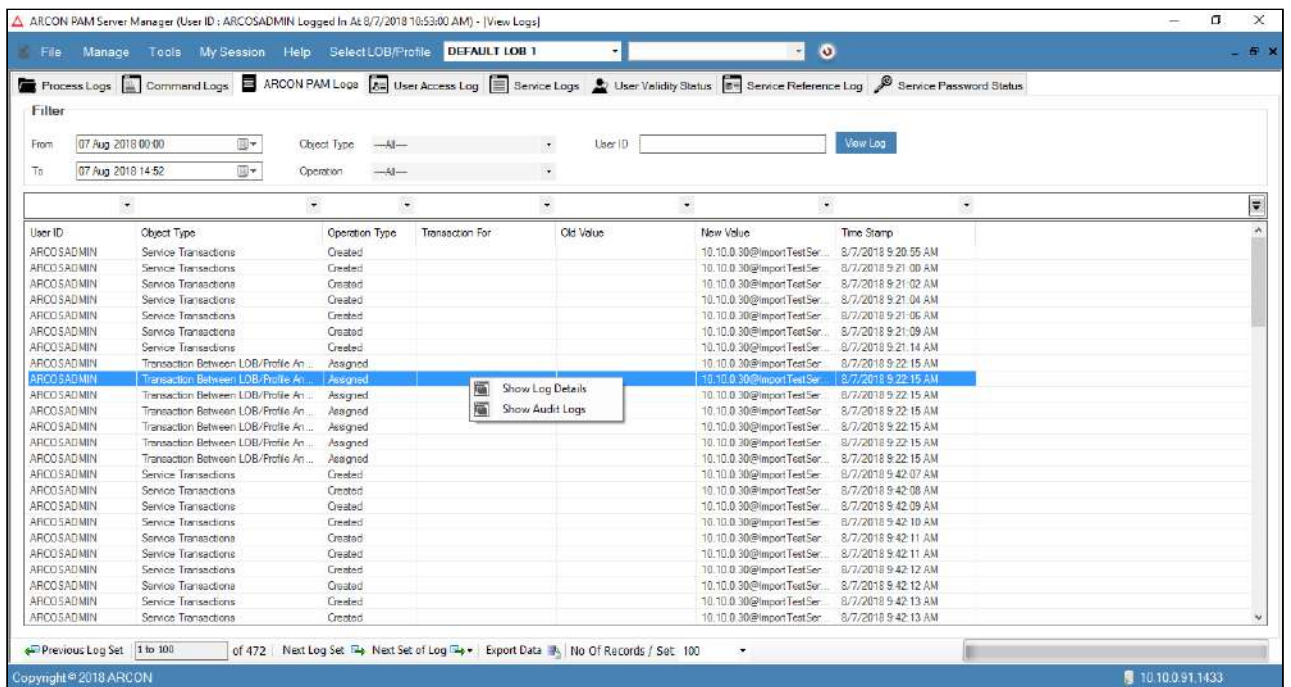 ARCON PAM Server Manager (User ID : ARCOSADMIN Logged In At 8/7/2018 10:53:00 AM) - [View Logs]
File Manage Tools My Session Help Select LOB/Profile DEFAULT LOB 1
Process Logs Command Logs ARCON PAM Logs User Access Log Service Logs User Validity Status Service Reference Log Service Password Status
Filter
From 07 Aug 2018 00:00 Object Type ----All---- User ID View Log
To 07 Aug 2018 14:52 Operation ----All----
User ID Object Type Operation Type Transaction For Old Value New Value Time Stamp
ARCOSADMIN Service Transactions Created 10.10.0.30@ImportTestSer... 8/7/2018 9:20:55 AM
ARCOSADMIN Service Transactions Created 10.10.0.30@ImportTestSer... 8/7/2018 9:21:00 AM
ARCOSADMIN Service Transactions Created 10.10.0.30@ImportTestSer... 8/7/2018 9:21:02 AM
ARCOSADMIN Service Transactions Created 10.10.0.30@ImportTestSer... 8/7/2018 9:21:04 AM
ARCOSADMIN Service Transactions Created 10.10.0.30@ImportTestSer... 8/7/2018 9:21:06 AM
ARCOSADMIN Service Transactions Created 10.10.0.30@ImportTestSer... 8/7/2018 9:21:09 AM
ARCOSADMIN Service Transactions Created 10.10.0.30@ImportTestSer... 8/7/2018 9:21:14 AM
ARCOSADMIN Transaction Between LOB/Profile An... Assigned 10.10.0.30@ImportTestSer... 8/7/2018 9:22:15 AM
ARCOSADMIN Transaction Between LOB/Profile An... Assigned 10.10.0.30@ImportTestSer... 8/7/2018 9:22:15 AM
Show Log Details
ARCOSADMIN Transaction Between LOB/Profile An... Assigned 10.10.0.30@ImportTestSer... 8/7/2018 9:22:15 AM
Show Audit Logs
ARCOSADMIN Transaction Between LOB/Profile An... Assigned 10.10.0.30@ImportTestSer... 8/7/2018 9:22:15 AM
ARCOSADMIN Transaction Between LOB/Profile An... Assigned 10.10.0.30@ImportTestSer... 8/7/2018 9:22:15 AM
ARCOSADMIN Transaction Between LOB/Profile An... Assigned 10.10.0.30@ImportTestSer... 8/7/2018 9:22:15 AM
ARCOSADMIN Transaction Between LOB/Profile An... Assigned 10.10.0.30@ImportTestSer... 8/7/2018 9:22:15 AM
ARCOSADMIN Service Transactions Created 10.10.0.30@ImportTestSer... 8/7/2018 9:42:07 AM
ARCOSADMIN Service Transactions Created 10.10.0.30@ImportTestSer... 8/7/2018 9:42:08 AM
ARCOSADMIN Service Transactions Created 10.10.0.30@ImportTestSer... 8/7/2018 9:42:09 AM
ARCOSADMIN Service Transactions Created 10.10.0.30@ImportTestSer... 8/7/2018 9:42:10 AM
ARCOSADMIN Service Transactions Created 10.10.0.30@ImportTestSer... 8/7/2018 9:42:11 AM
ARCOSADMIN Service Transactions Created 10.10.0.30@ImportTestSer... 8/7/2018 9:42:11 AM
ARCOSADMIN Service Transactions Created 10.10.0.30@ImportTestSer... 8/7/2018 9:42:12 AM
ARCOSADMIN Service Transactions Created 10.10.0.30@ImportTestSer... 8/7/2018 9:42:12 AM
ARCOSADMIN Service Transactions Created 10.10.0.30@ImportTestSer... 8/7/2018 9:42:13 AM
ARCOSADMIN Service Transactions Created 10.10.0.30@ImportTestSer... 8/7/2018 9:42:13 AM
Previous Log Set 1 to 100 of 472 Next Log Set Next Set of Log Export Data No Of Records / Set 100
Copyright © 2018 ARCON 10.10.0.91,1433